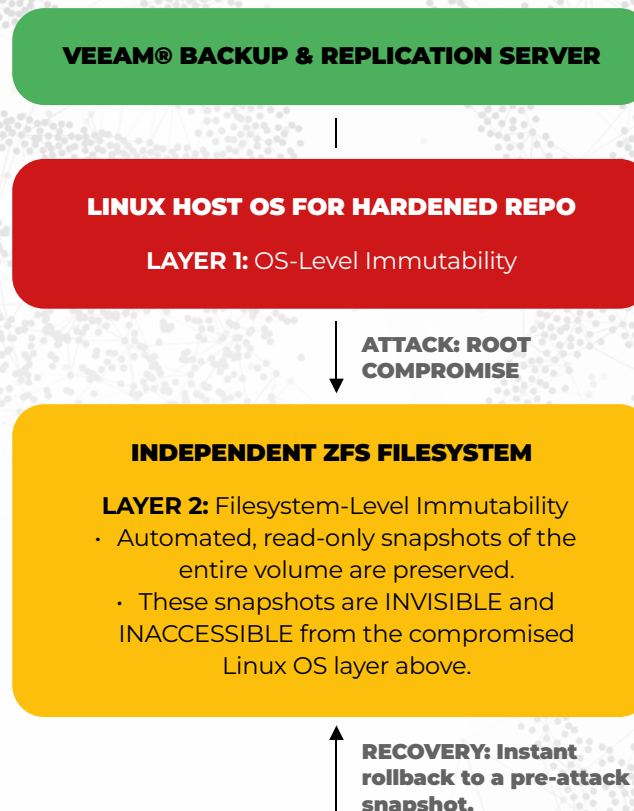 VEEAM® BACKUP & REPLICATION SERVER
LINUX HOST OS FOR HARDENED REPO
LAYER 1: OS-Level Immutability
ATTACK: ROOT
COMPROMISE
INDEPENDENT ZFS FILESYSTEM
LAYER 2: Filesystem-Level Immutability
• Automated, read-only snapshots of the
entire volume are preserved.
• These snapshots are INVISIBLE and
INACCESSIBLE from the compromised
Linux OS layer above.
RECOVERY: Instant
rollback to a pre-attack
snapshot.